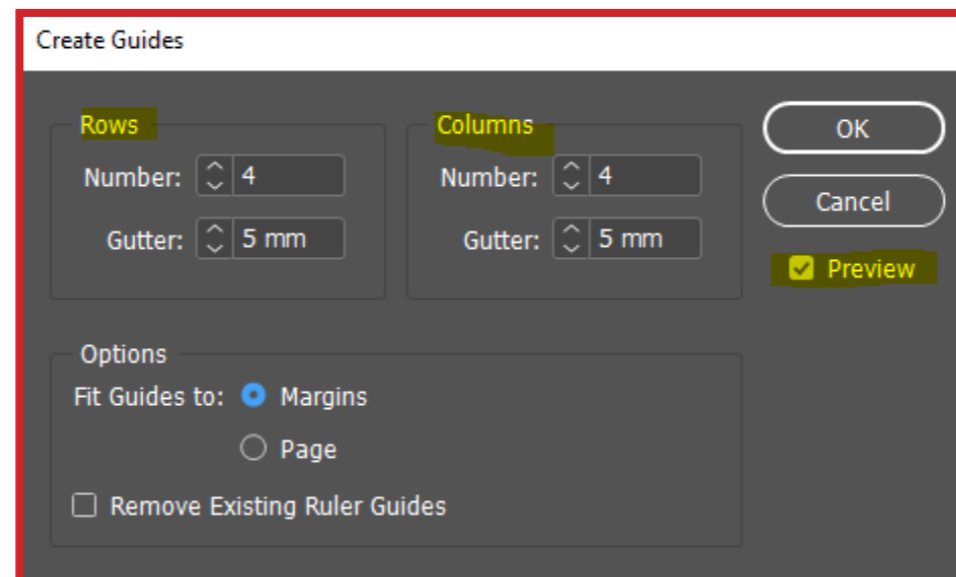 Create Guides
Rows
Number: 4
Gutter: 5 mm
Columns
Number: 4
Gutter: 5 mm
OK
Cancel
Preview
Options
Fit Guides to: Margins
Page
Remove Existing Ruler Guides